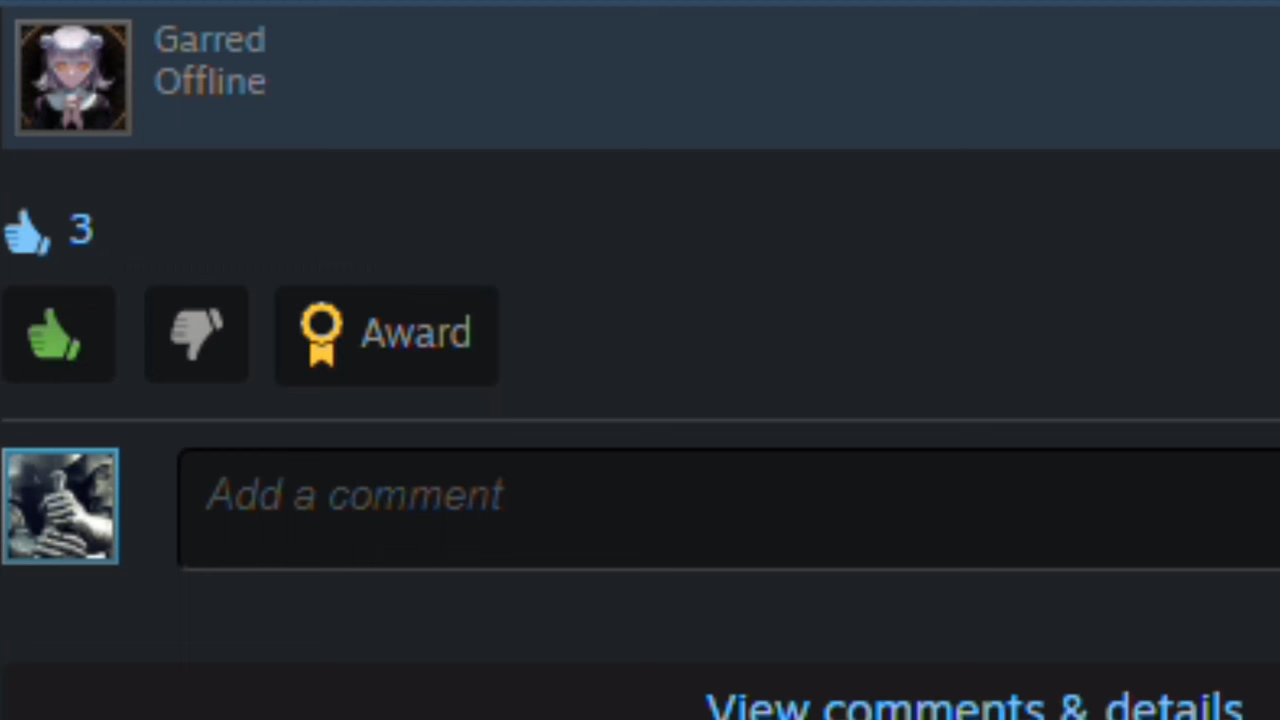 Garred
Offline
3
Award
Add a comment
View comments & details